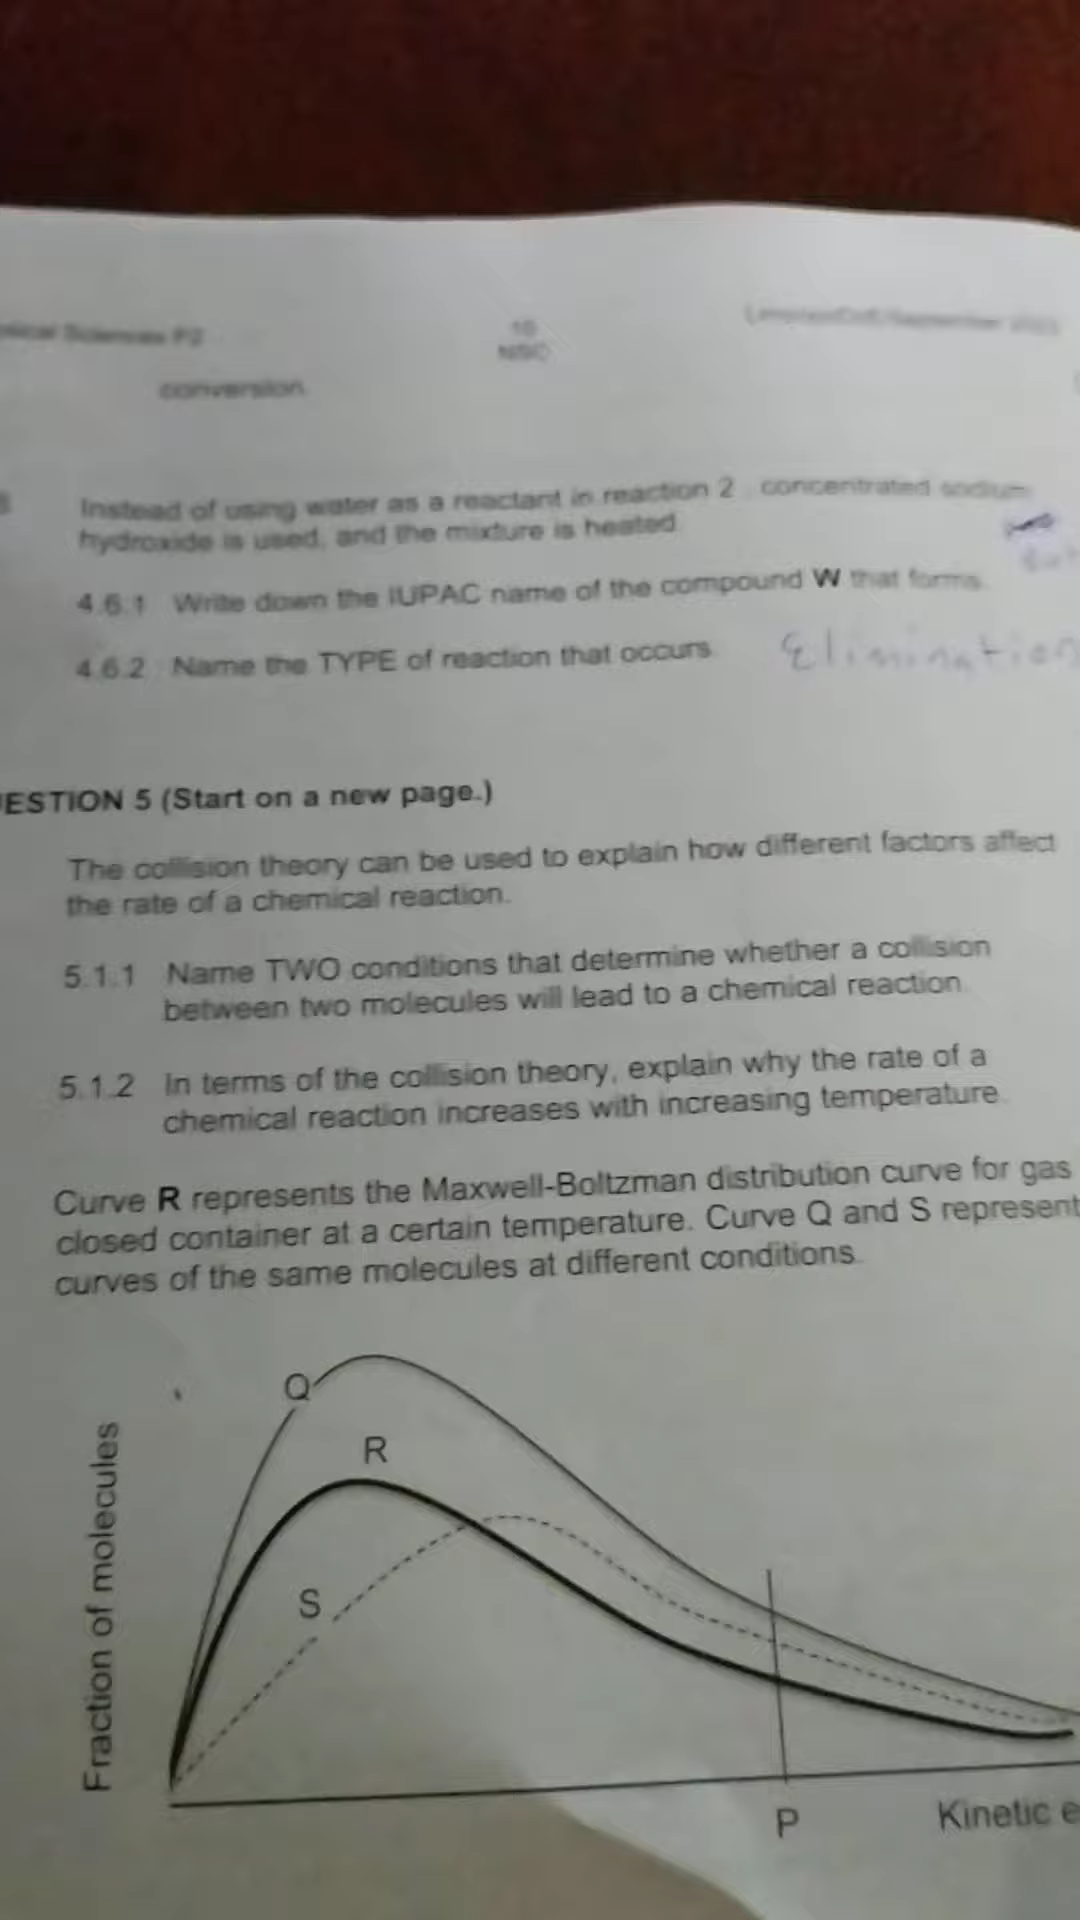 sical Sciences P2
10
NSC
conversion.
Instead of using water as a reactant in reaction 2, concentrated sodium
hydroxide is used, and the mixture is heated.
4.6.1 Write down the IUPAC name of the compound W that forms.
4.6.2 Name the TYPE of reaction that occurs.
Elimination
ESTION 5 (Start on a new page.)
The collision theory can be used to explain how different factors affect
the rate of a chemical reaction.
5.1.1 Name TWO conditions that determine whether a collision
between two molecules will lead to a chemical reaction.
5.1.2 In terms of the collision theory, explain why the rate of a
chemical reaction increases with increasing temperature.
Curve R represents the Maxwell-Boltzman distribution curve for gas
closed container at a certain temperature. Curve Q and S represent
curves of the same molecules at different conditions.
Q
R
S
Fraction of molecules
P
Kinetic e